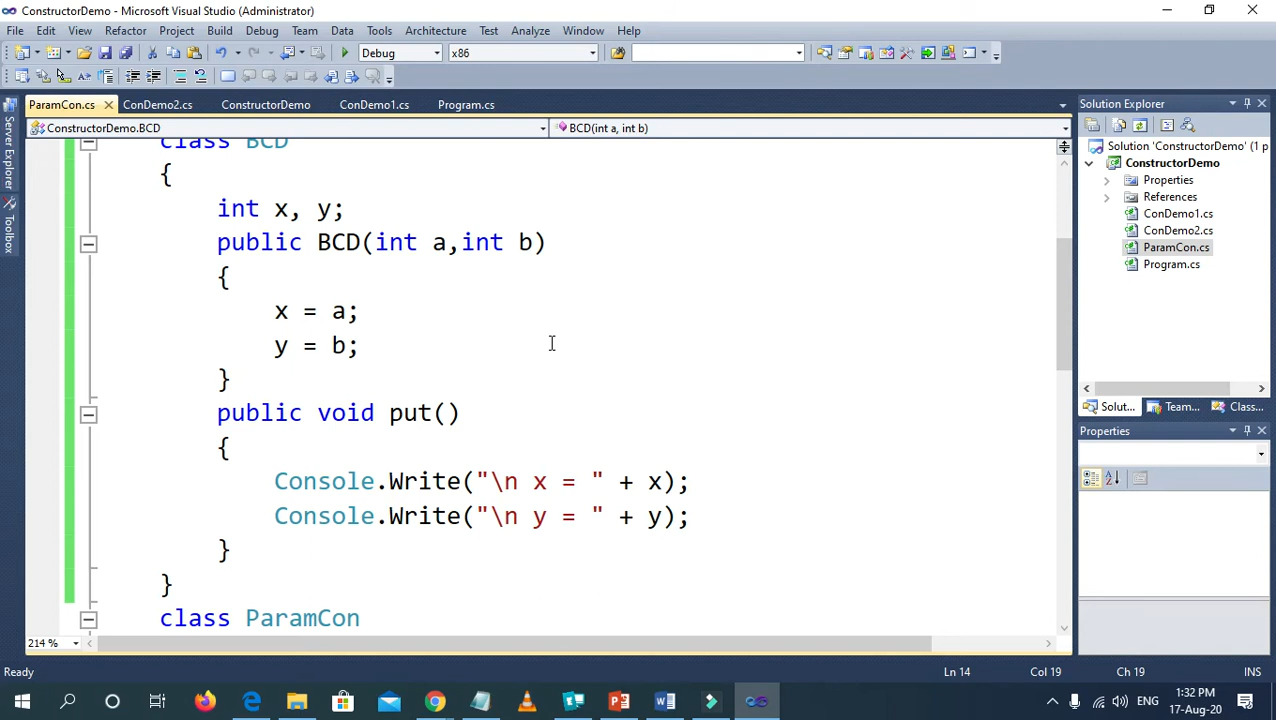 ConstructorDemo - Microsoft Visual Studio (Administrator)
File Edit View Refactor Project Build Debug Team Data Tools Architecture Test Analyze Window Help
Debug x86
ParamCon.cs ConDemo2.cs ConstructorDemo ConDemo1.cs Program.cs
ConstructorDemo.BCD BCD(int a, int b)
class BCD
{
int x, y;
public BCD(int a,int b)
{
x = a;
y = b;
}
public void put()
{
Console.Write("\n x = " + x);
Console.Write("\n y = " + y);
}
}
class ParamCon
214 %
Server Explorer
Toolbox
Solution Explorer
Solution 'ConstructorDemo' (1 p
ConstructorDemo
Properties
References
ConDemo1.cs
ConDemo2.cs
ParamCon.cs
Program.cs
Solut... Team... Class...
Properties
Ready Ln 14 Col 19 Ch 19 INS
ENG
1:32 PM
17-Aug-20